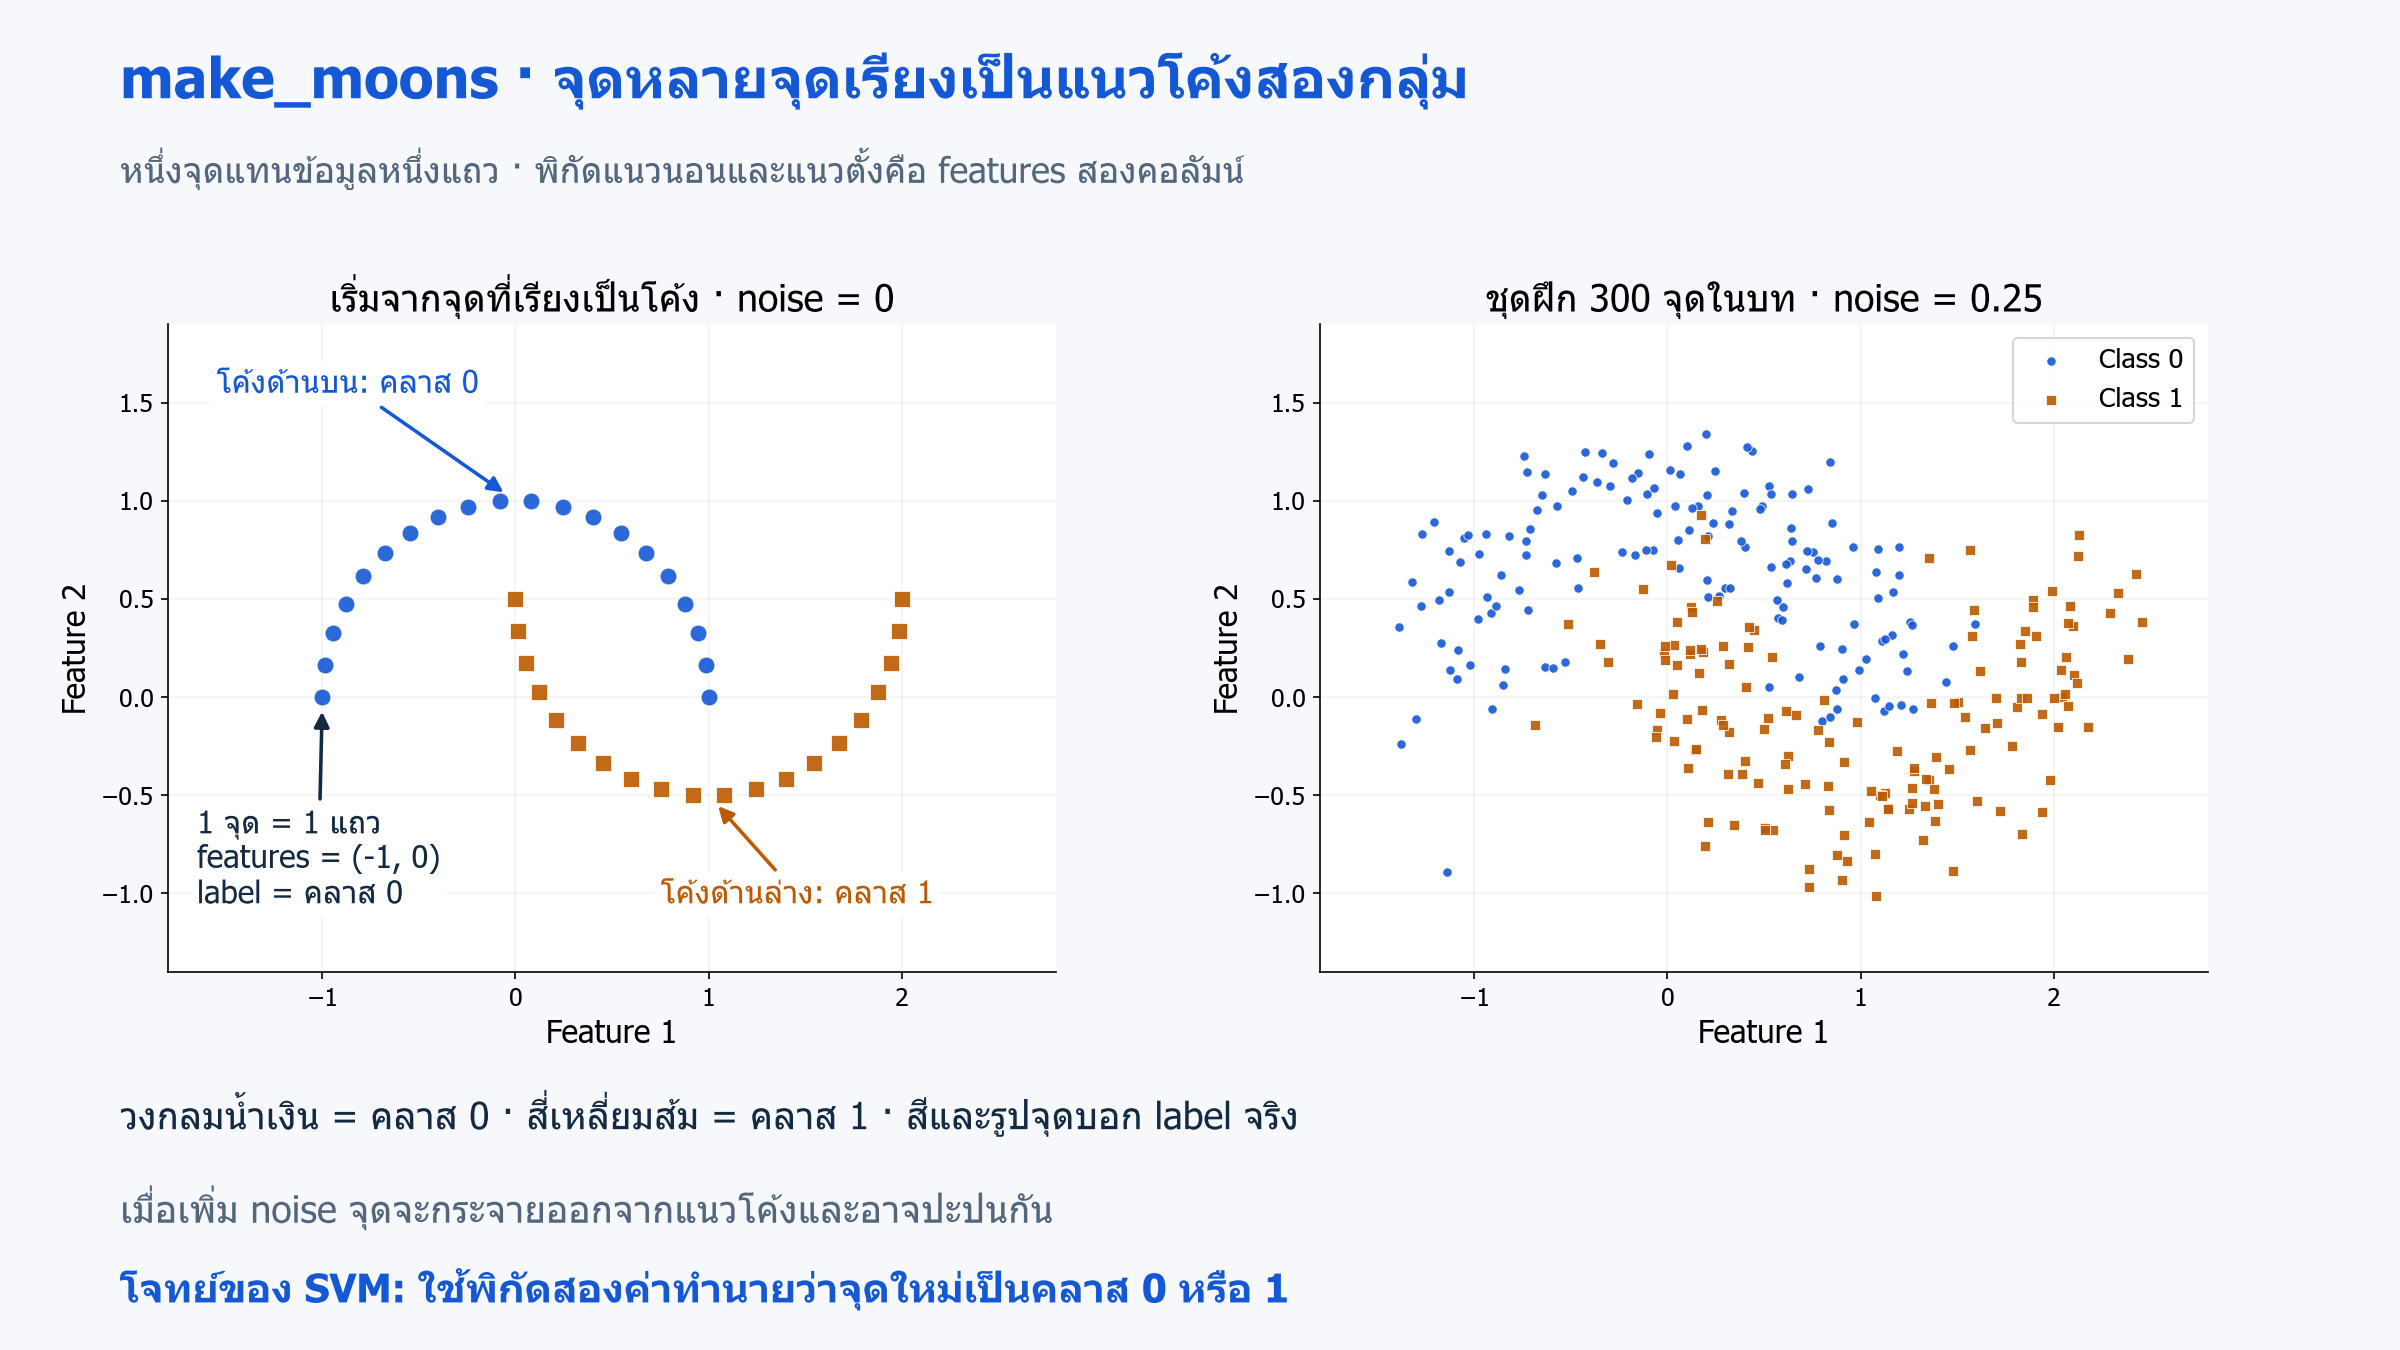 make_moons · จุดหลายจุดเรียงเป็นแนวโค้งสองกลุ่ม
หนึ่งจุดแทนข้อมูลหนึ่งแถว · พิกัดแนวนอนและแนวตั้งคือ features สองคอลัมน์
เริ่มจากจุดที่เรียงเป็นโค้ง · noise = 0
โค้งด้านบน: คลาส 0
1.5
1.0
0.5
0.0
−0.5
−1.0
Feature 2
1 จุด = 1 แถว
features = (-1, 0)
label = คลาส 0
โค้งด้านล่าง: คลาส 1
−1
0
1
2
Feature 1
ชุดฝึก 300 จุดในบท · noise = 0.25
Class 0
Class 1
1.5
1.0
0.5
0.0
−0.5
−1.0
Feature 2
−1
0
1
2
Feature 1
วงกลมน้ำเงิน = คลาส 0 · สี่เหลี่ยมส้ม = คลาส 1 · สีและรูปจุดบอก label จริง
เมื่อเพิ่ม noise จุดจะกระจายออกจากแนวโค้งและอาจปะปนกัน
โจทย์ของ SVM: ใช้พิกัดสองค่าทำนายว่าจุดใหม่เป็นคลาส 0 หรือ 1